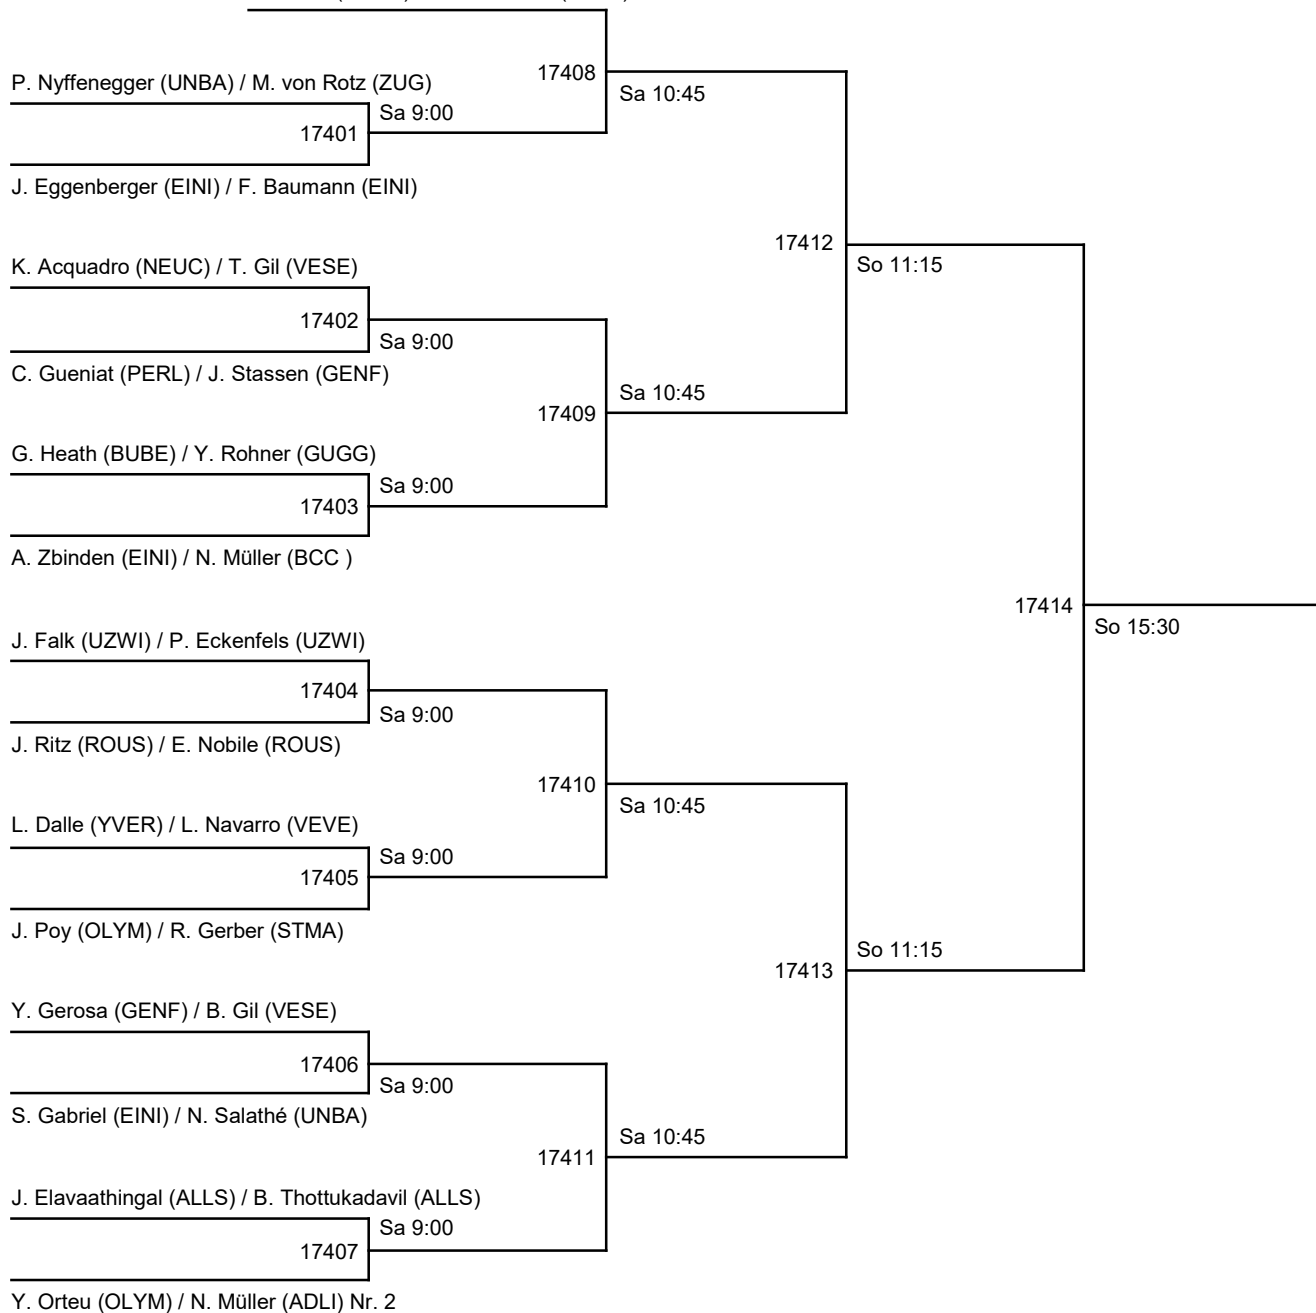 P. Nyffenegger (UNBA) / M. von Rotz (ZUG)
17408
Sa 10:45
Sa 9:00
17401
J. Eggenberger (EINI) / F. Baumann (EINI)
17412
So 11:15
K. Acquadro (NEUC) / T. Gil (VESE)
17402
Sa 9:00
C. Gueniat (PERL) / J. Stassen (GENF)
Sa 10:45
17409
G. Heath (BUBE) / Y. Rohner (GUGG)
Sa 9:00
17403
A. Zbinden (EINI) / N. Müller (BCC )
17414
So 15:30
J. Falk (UZWI) / P. Eckenfels (UZWI)
17404
Sa 9:00
J. Ritz (ROUS) / E. Nobile (ROUS)
17410
Sa 10:45
L. Dalle (YVER) / L. Navarro (VEVE)
Sa 9:00
17405
J. Poy (OLYM) / R. Gerber (STMA)
So 11:15
17413
Y. Gerosa (GENF) / B. Gil (VESE)
17406
Sa 9:00
S. Gabriel (EINI) / N. Salathé (UNBA)
Sa 10:45
17411
J. Elavaathingal (ALLS) / B. Thottukadavil (ALLS)
Sa 9:00
17407
Y. Orteu (OLYM) / N. Müller (ADLI) Nr. 2